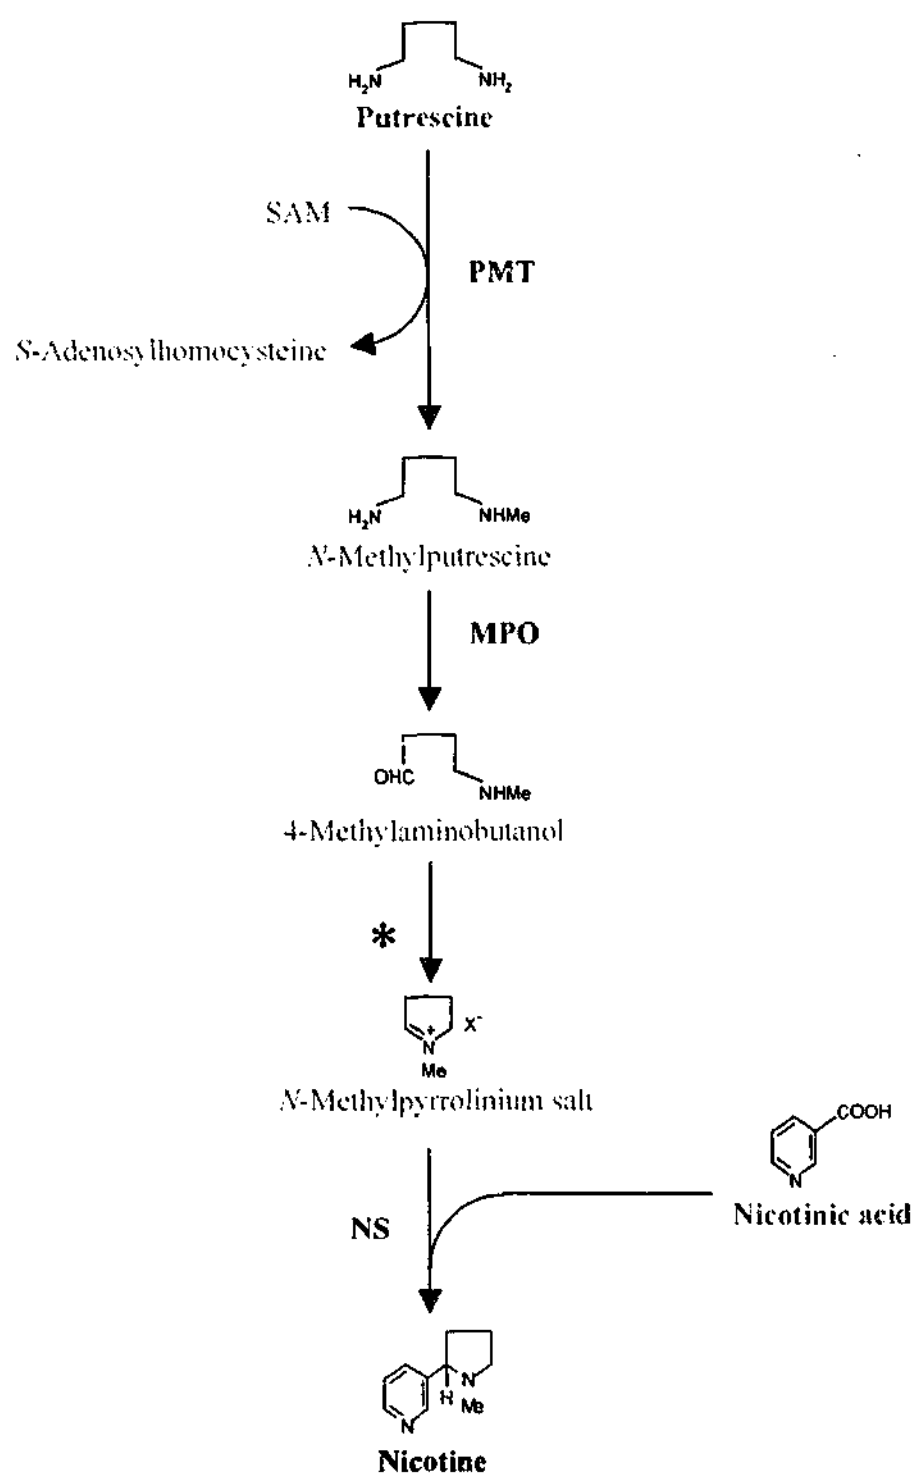 H₂N NH₂
Putrescine
SAM
PMT
S-Adenosylhomocysteine
H₂N NHMe
N-Methylputrescine
MPO
OHC
NHMe
4-Methylaminobutanol
*
N⁺ X⁻
Me
N-Methylpyrrolinium salt
COOH
N
Nicotinic acid
NS
N
H Me
N
Nicotine